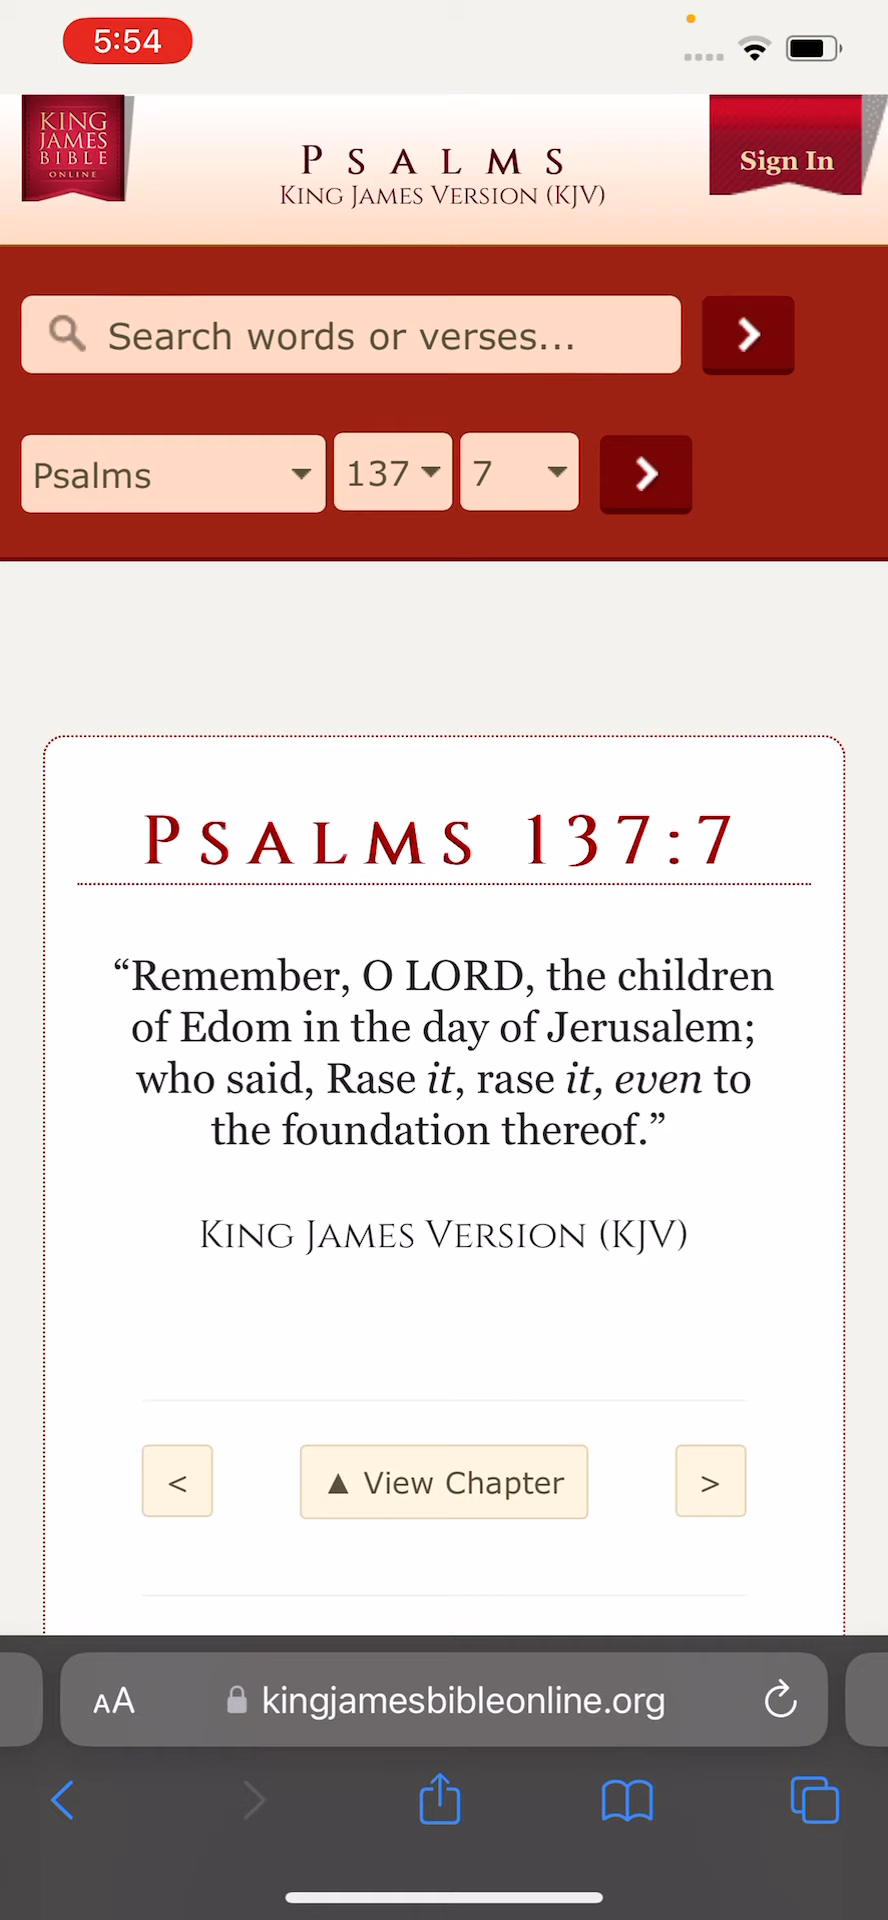 5:54
KING
JAMES
BIBLE
ONLINE
PSALMS
KING JAMES VERSION (KJV)
Sign In
Search words or verses...
Psalms
137
7
PSALMS 137:7
“Remember, O LORD, the children
of Edom in the day of Jerusalem;
who said, Rase it, rase it, even to
the foundation thereof.”
KING JAMES VERSION (KJV)
<
▲ View Chapter
>
AA
kingjamesbibleonline.org